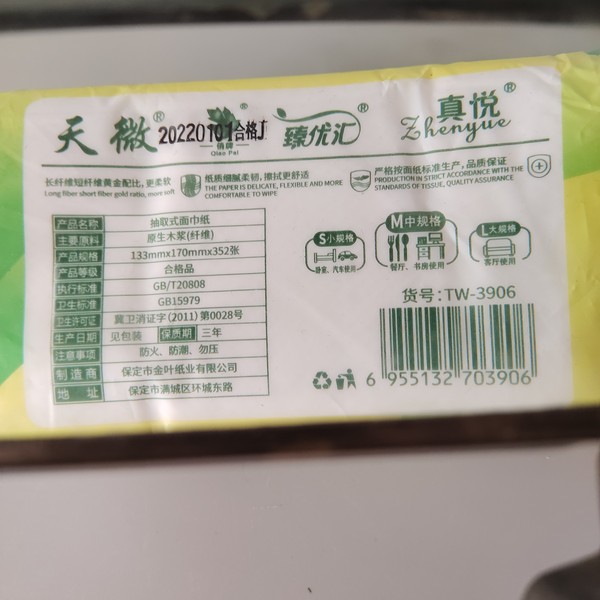 天微® 20220101合格J ® 臻优汇® 真悦®
俏牌 Zhenyue
Qiao Pai
长纤维短纤维黄金配比,更柔软
Long fiber short fiber gold ratio, more soft
纸质细腻柔韧,擦拭更舒适
THE PAPER IS DELICATE, FLEXIBLE AND MORE
COMFORTABLE TO WIPE
严格按面纸标准生产,品质保证
PRODUCTION IN STRICT ACCORDANCE WITH THE
STANDARDS OF TISSUE, QUALITY ASSURANCE
产品名称 抽取式面巾纸
主要原料 原生木浆(纤维)
产品规格 133mmx170mmx352张
产品等级 合格品
执行标准 GB/T20808
卫生标准 GB15979
卫生许可证 冀卫消证字(2011)第0028号
生产日期 见包装 保质期 三年
注意事项 防火、防潮、勿压
制造商 保定市金叶纸业有限公司
地址 保定市满城区环城东路
S小规格
卧室、汽车使用
M中规格
餐厅、书房使用
L大规格
客厅使用
货号:TW-3906
6 955132 703906